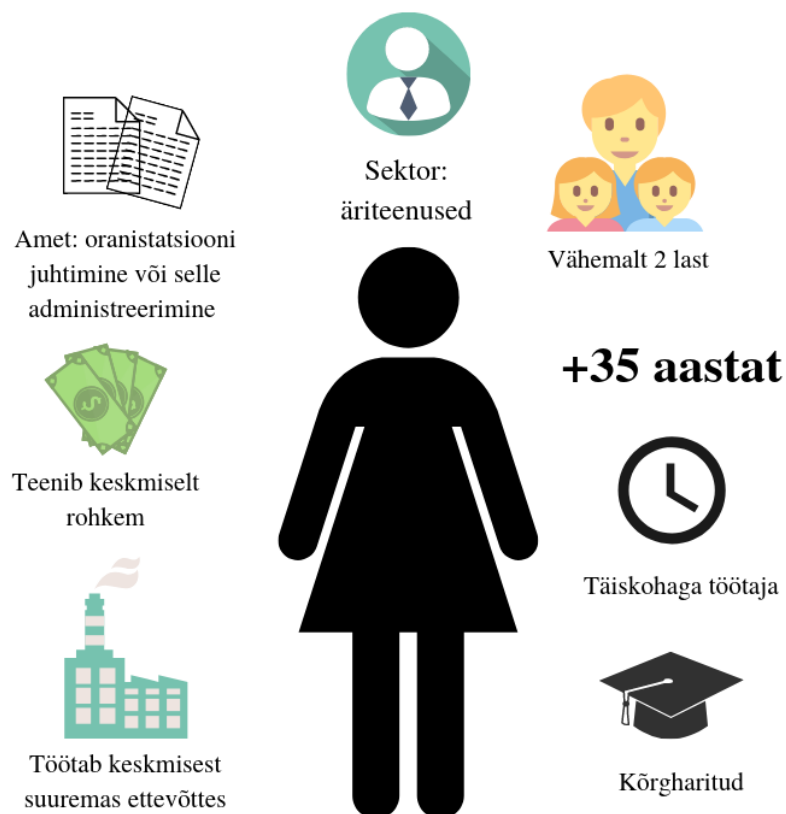 Sektor:
äriteenused
Amet: oranistatsiooni
juhtimine või selle
administreerimine
Vähemalt 2 last
+35 aastat
Teenib keskmiselt
rohkem
Täiskohaga töötaja
Töötab keskmisest
suuremas ettevõttes
Kõrgharitud